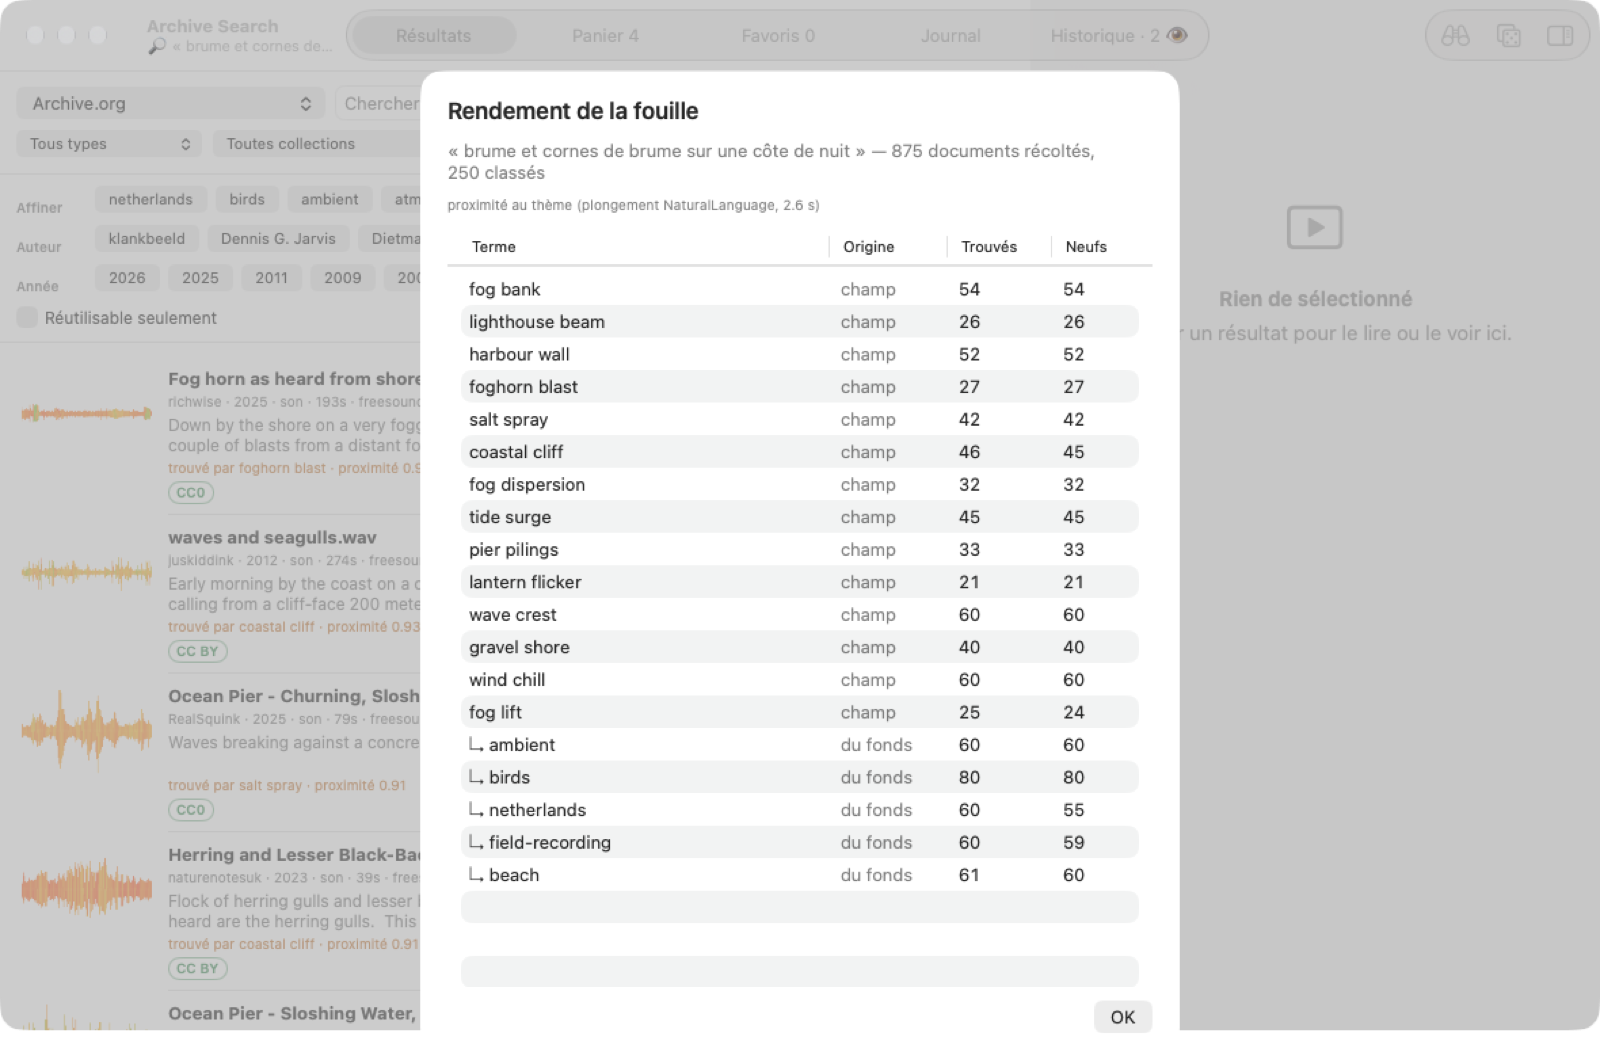 Archive Search
« brume et cornes de...
Résultats
Panier 4
Favoris 0
Journal
Historique · 2
Archive.org
Chercher
Tous types
Toutes collections
Affiner
netherlands
birds
ambient
atm
Auteur
klankbeeld
Dennis G. Jarvis
Dietma
Année
2026
2025
2011
2009
200
Réutilisable seulement
Fog horn as heard from shore
richwise · 2025 · son · 193s · freesound
Down by the shore on a very fogg
couple of blasts from a distant fo
trouvé par foghorn blast · proximité 0.9
CC0
waves and seagulls.wav
juskiddink · 2012 · son · 274s · freesou
Early morning by the coast on a c
calling from a cliff-face 200 mete
trouvé par coastal cliff · proximité 0.93
CC BY
Ocean Pier - Churning, Slosh
RealSquink · 2025 · son · 79s · freesou
Waves breaking against a concre
trouvé par salt spray · proximité 0.91
CC0
Herring and Lesser Black-Bac
naturenotesuk · 2023 · son · 39s · free
Flock of herring gulls and lesser
heard are the herring gulls. This
trouvé par coastal cliff · proximité 0.91
CC BY
Ocean Pier - Sloshing Water,
Rendement de la fouille
« brume et cornes de brume sur une côte de nuit » — 875 documents récoltés,
250 classés
proximité au thème (plongement NaturalLanguage, 2.6 s)
Terme Origine Trouvés Neufs
fog bank champ 54 54
lighthouse beam champ 26 26
harbour wall champ 52 52
foghorn blast champ 27 27
salt spray champ 42 42
coastal cliff champ 46 45
fog dispersion champ 32 32
tide surge champ 45 45
pier pilings champ 33 33
lantern flicker champ 21 21
wave crest champ 60 60
gravel shore champ 40 40
wind chill champ 60 60
fog lift champ 25 24
ambient du fonds 60 60
birds du fonds 80 80
netherlands du fonds 60 55
field-recording du fonds 60 59
beach du fonds 61 60
OK
Rien de sélectionné
r un résultat pour le lire ou le voir ici.